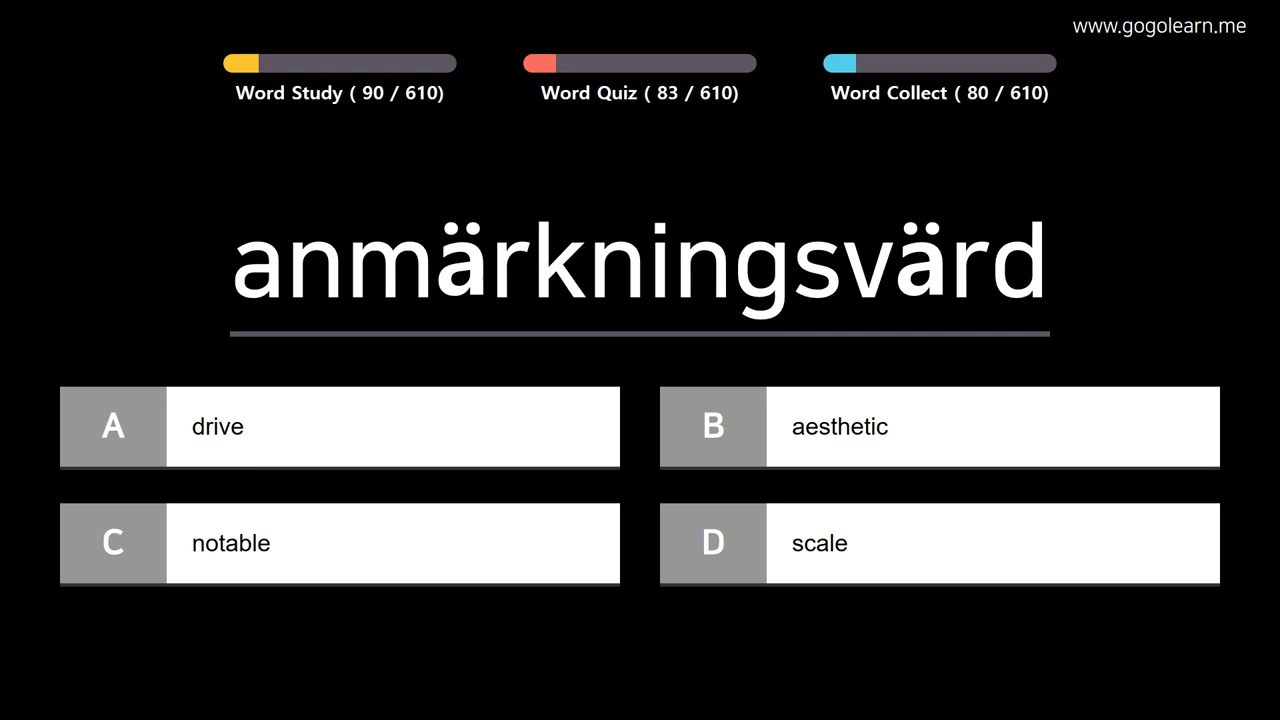 www.gogolearn.me
Word Study ( 90 / 610)
Word Quiz ( 83 / 610)
Word Collect ( 80 / 610)
anmärkningsvärd
A drive
B aesthetic
C notable
D scale